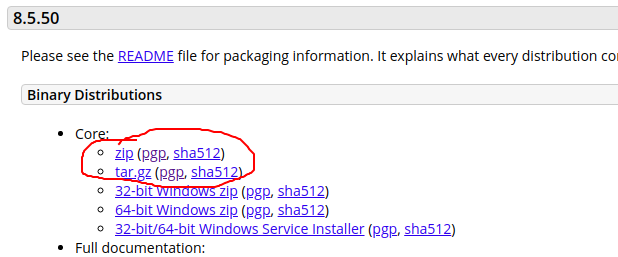 8.5.50
Please see the README file for packaging information. It explains what every distribution
Binary Distributions
Core:
zip (pgp, sha512)
tar.gz (pgp, sha512)
32-bit Windows zip (pgp, sha512)
64-bit Windows zip (pgp, sha512)
32-bit/64-bit Windows Service Installer (pgp, sha512)
Full documentation: